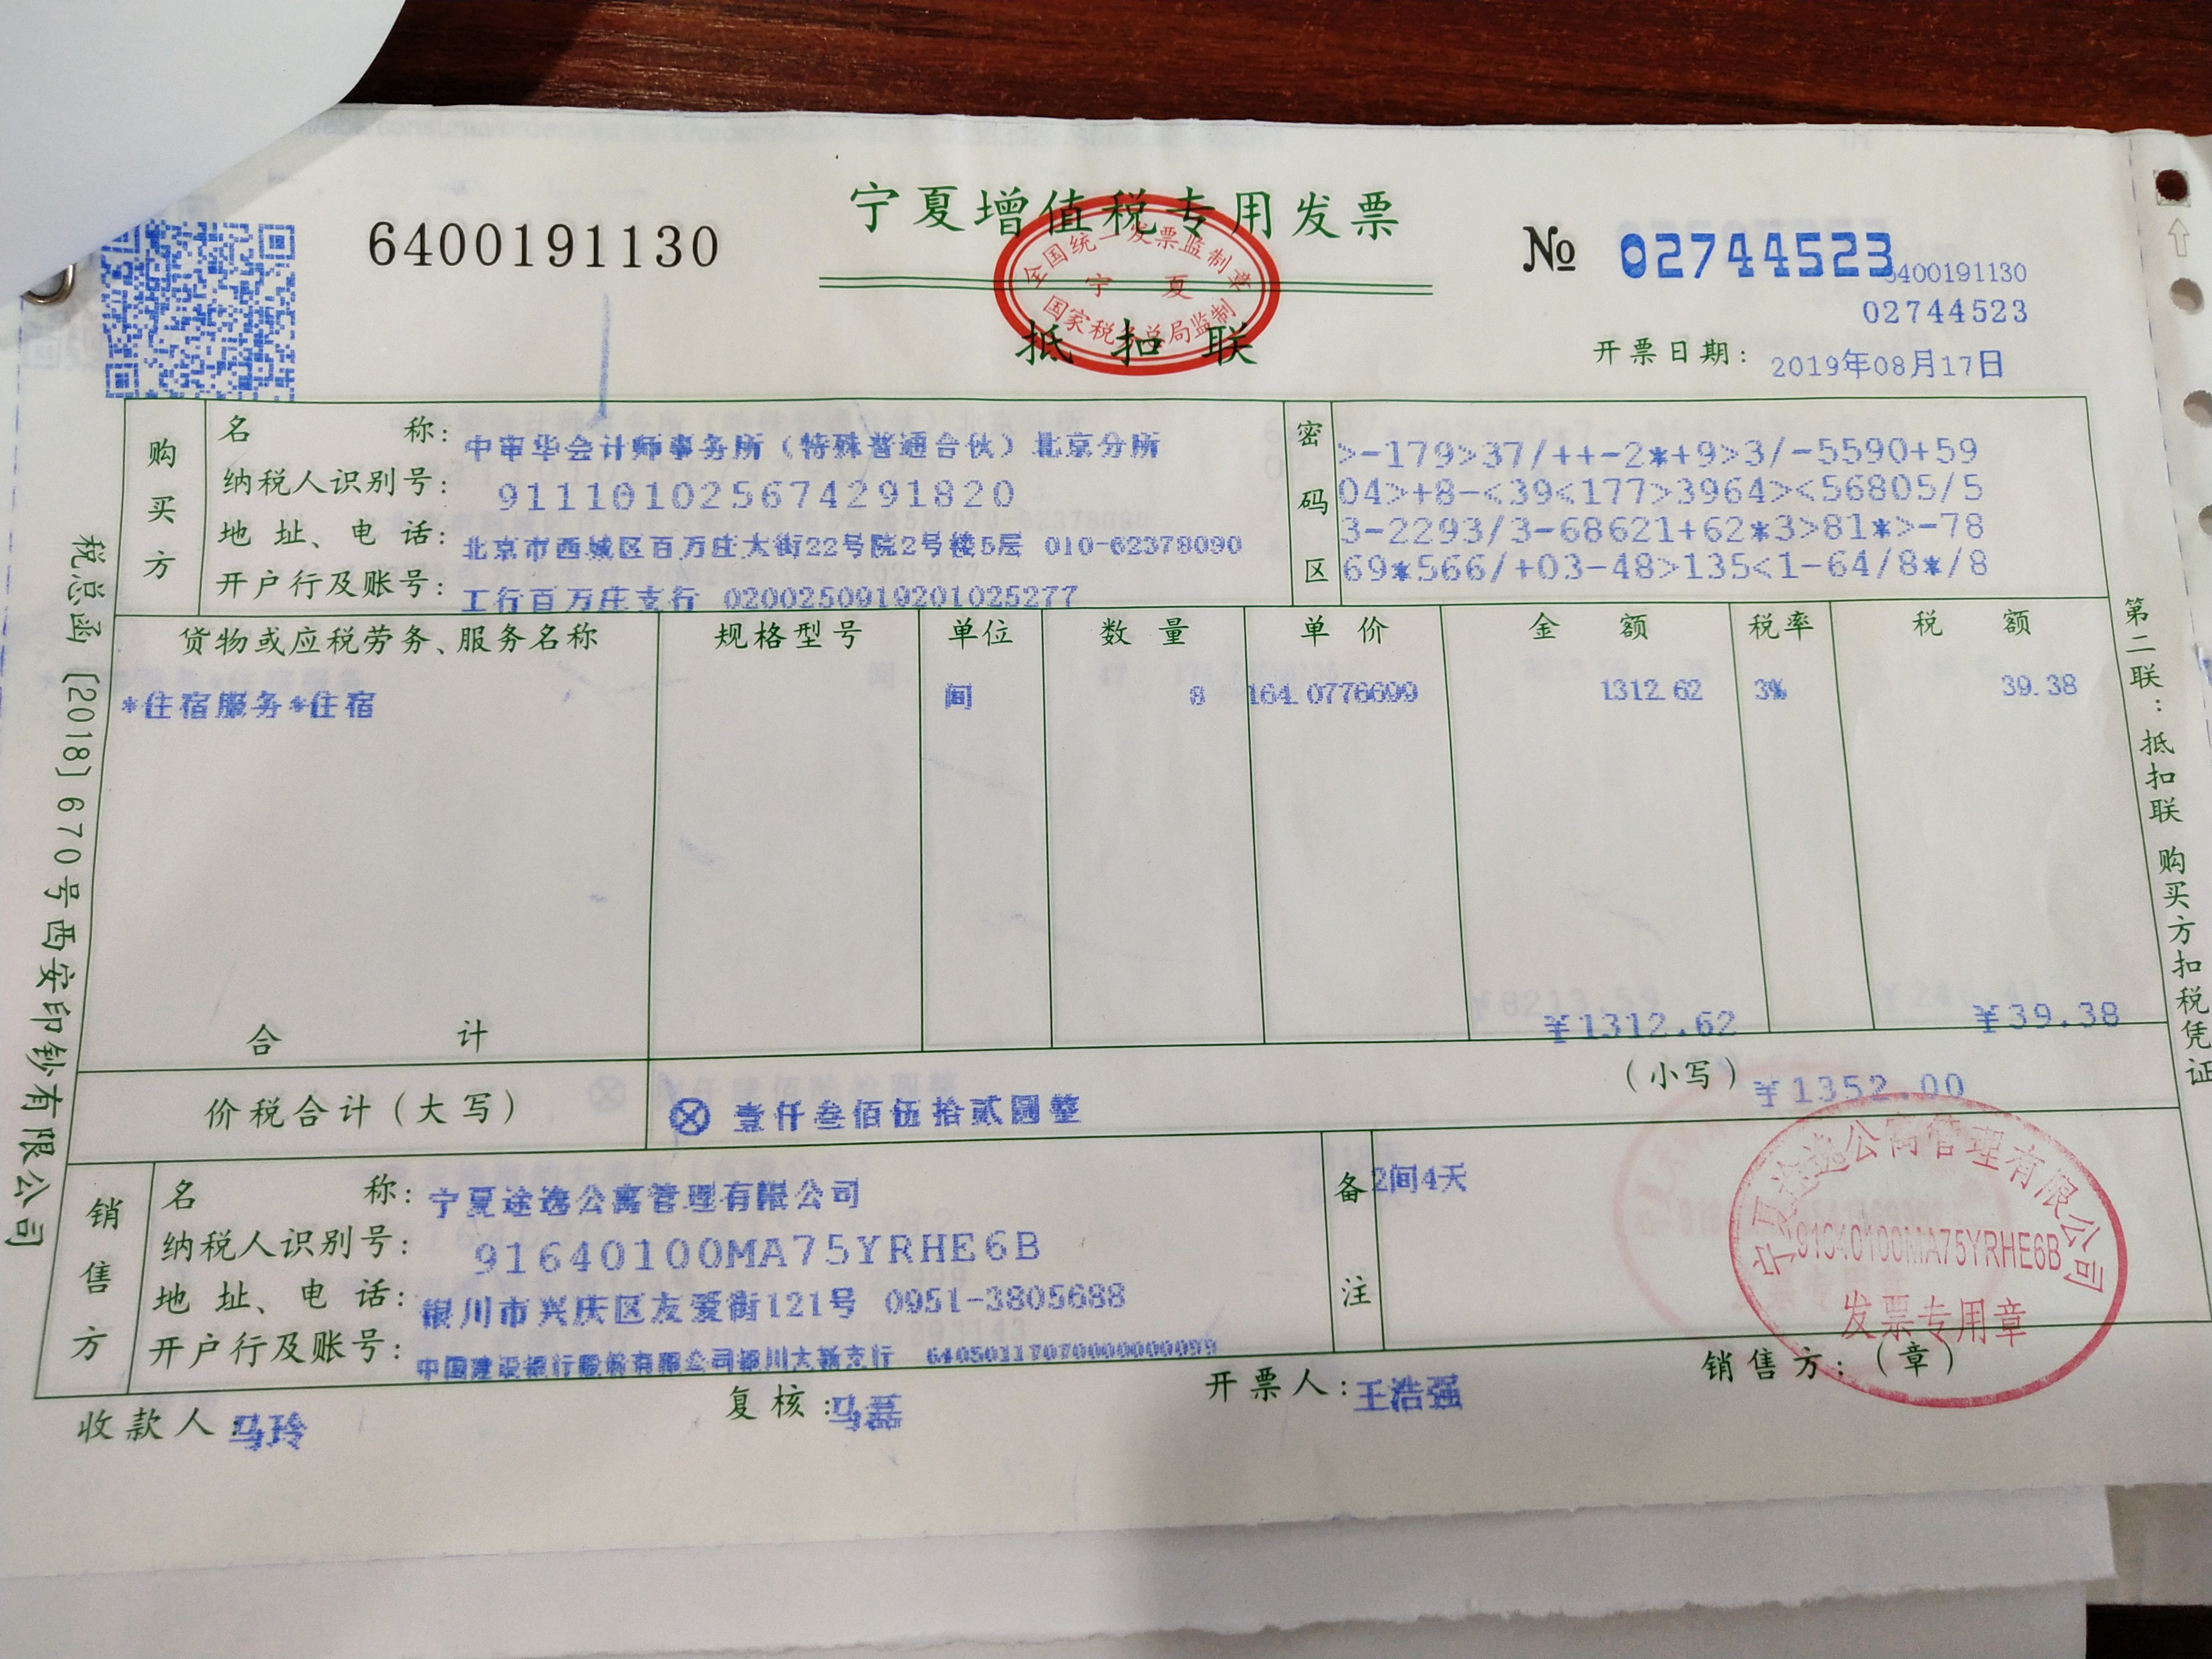 宁夏增值税专用发票
6400191130
№ 02744523
6400191130
02744523
全国统一发票监制章
宁夏
国家税务总局监制
抵扣联
开票日期: 2019年08月17日
购买方
名称: 中审华会计师事务所（特殊普通合伙）北京分所
纳税人识别号: 911101025674291820
地址、电话: 北京市西城区百万庄大街22号院2号楼5层 010-62378090
开户行及账号: 工行百万庄支行 0200250919201025277
密码区
>-179>37/++-2*+9>3/-5590+59
04>+8-<39<177>3964><56805/5
3-2293/3-68621+62*3>81*>-78
69*566/+03-48>135<1-64/8*/8
货物或应税劳务、服务名称 规格型号 单位 数量 单价 金额 税率 税额
*住宿服务*住宿 间 8 164.0776699 1312.62 3% 39.38
合计 ¥1312.62 ¥39.38
价税合计（大写） ⊗ 壹仟叁佰伍拾贰圆整 （小写）¥1352.00
销售方
名称: 宁夏途逸公寓管理有限公司
纳税人识别号: 91640100MA75YRHE6B
地址、电话: 银川市兴庆区友爱街121号 0951-3805688
开户行及账号: 中国建设银行股份有限公司银川大新支行
备注
2间4天
宁夏途逸公寓管理有限公司
91640100MA75YRHE6B
发票专用章
收款人: 马玲 复核: 马磊 开票人: 王浩强 销售方:（章）
税总函〔2018〕670号西安印钞有限公司
第二联: 抵扣联 购买方扣税凭证